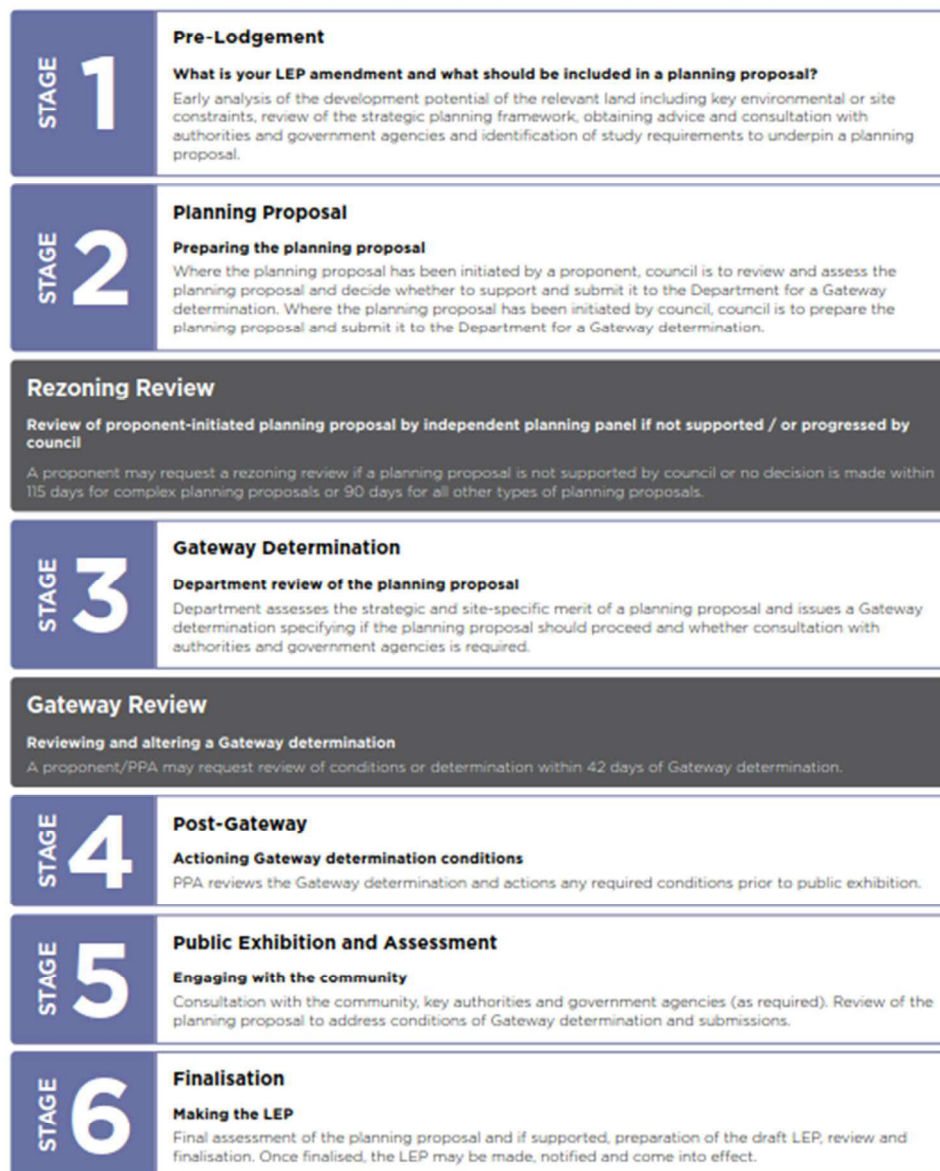 STAGE 1
Pre-Lodgement
What is your LEP amendment and what should be included in a planning proposal?
Early analysis of the development potential of the relevant land including key environmental or site
constraints, review of the strategic planning framework, obtaining advice and consultation with
authorities and government agencies and identification of study requirements to underpin a planning
proposal.
STAGE 2
Planning Proposal
Preparing the planning proposal
Where the planning proposal has been initiated by a proponent, council is to review and assess the
planning proposal and decide whether to support and submit it to the Department for a Gateway
determination. Where the planning proposal has been initiated by council, council is to prepare the
planning proposal and submit it to the Department for a Gateway determination.
Rezoning Review
Review of proponent-initiated planning proposal by independent planning panel if not supported / or progressed by
council
A proponent may request a rezoning review if a planning proposal is not supported by council or no decision is made within
115 days for complex planning proposals or 90 days for all other types of planning proposals.
STAGE 3
Gateway Determination
Department review of the planning proposal
Department assesses the strategic and site-specific merit of a planning proposal and issues a Gateway
determination specifying if the planning proposal should proceed and whether consultation with
authorities and government agencies is required.
Gateway Review
Reviewing and altering a Gateway determination
A proponent/PPA may request review of conditions or determination within 42 days of Gateway determination.
STAGE 4
Post-Gateway
Actioning Gateway determination conditions
PPA reviews the Gateway determination and actions any required conditions prior to public exhibition.
STAGE 5
Public Exhibition and Assessment
Engaging with the community
Consultation with the community, key authorities and government agencies (as required). Review of the
planning proposal to address conditions of Gateway determination and submissions.
STAGE 6
Finalisation
Making the LEP
Final assessment of the planning proposal and if supported, preparation of the draft LEP, review and
finalisation. Once finalised, the LEP may be made, notified and come into effect.